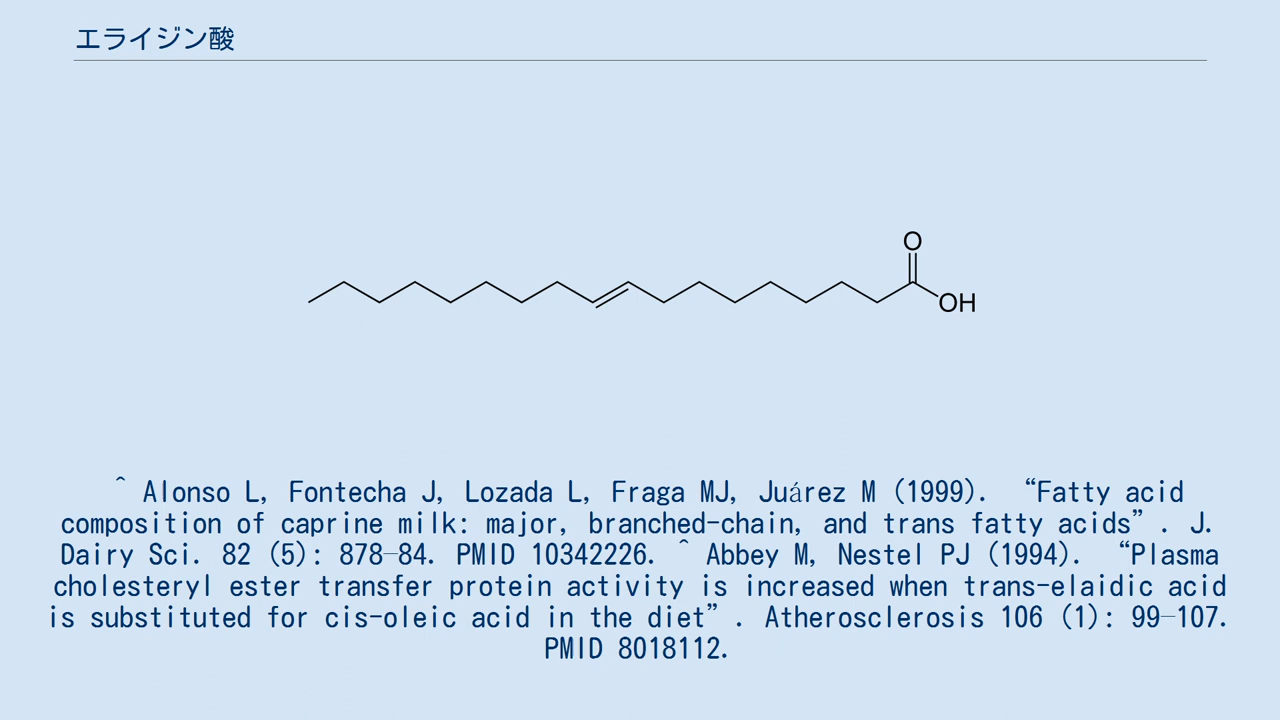 エライジン酸
O
OH
^ Alonso L, Fontecha J, Lozada L, Fraga MJ, Juárez M (1999). “Fatty acid
composition of caprine milk: major, branched-chain, and trans fatty acids”. J.
Dairy Sci. 82 (5): 878–84. PMID 10342226. ^ Abbey M, Nestel PJ (1994). “Plasma
cholesteryl ester transfer protein activity is increased when trans-elaidic acid
is substituted for cis-oleic acid in the diet”. Atherosclerosis 106 (1): 99–107.
PMID 8018112.